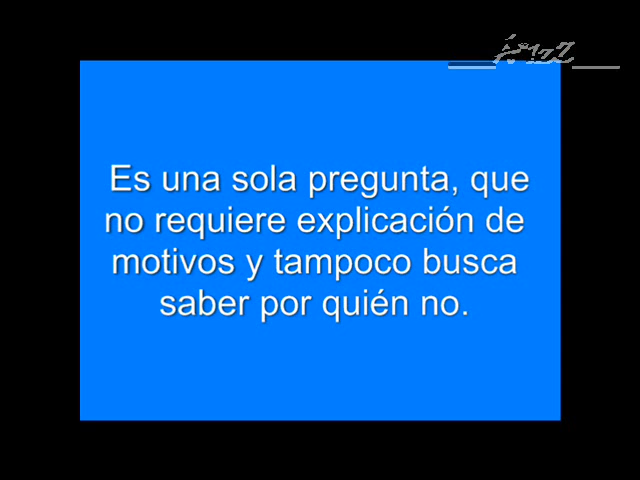 Es una sola pregunta, que
no requiere explicación de
motivos y tampoco busca
saber por quién no.